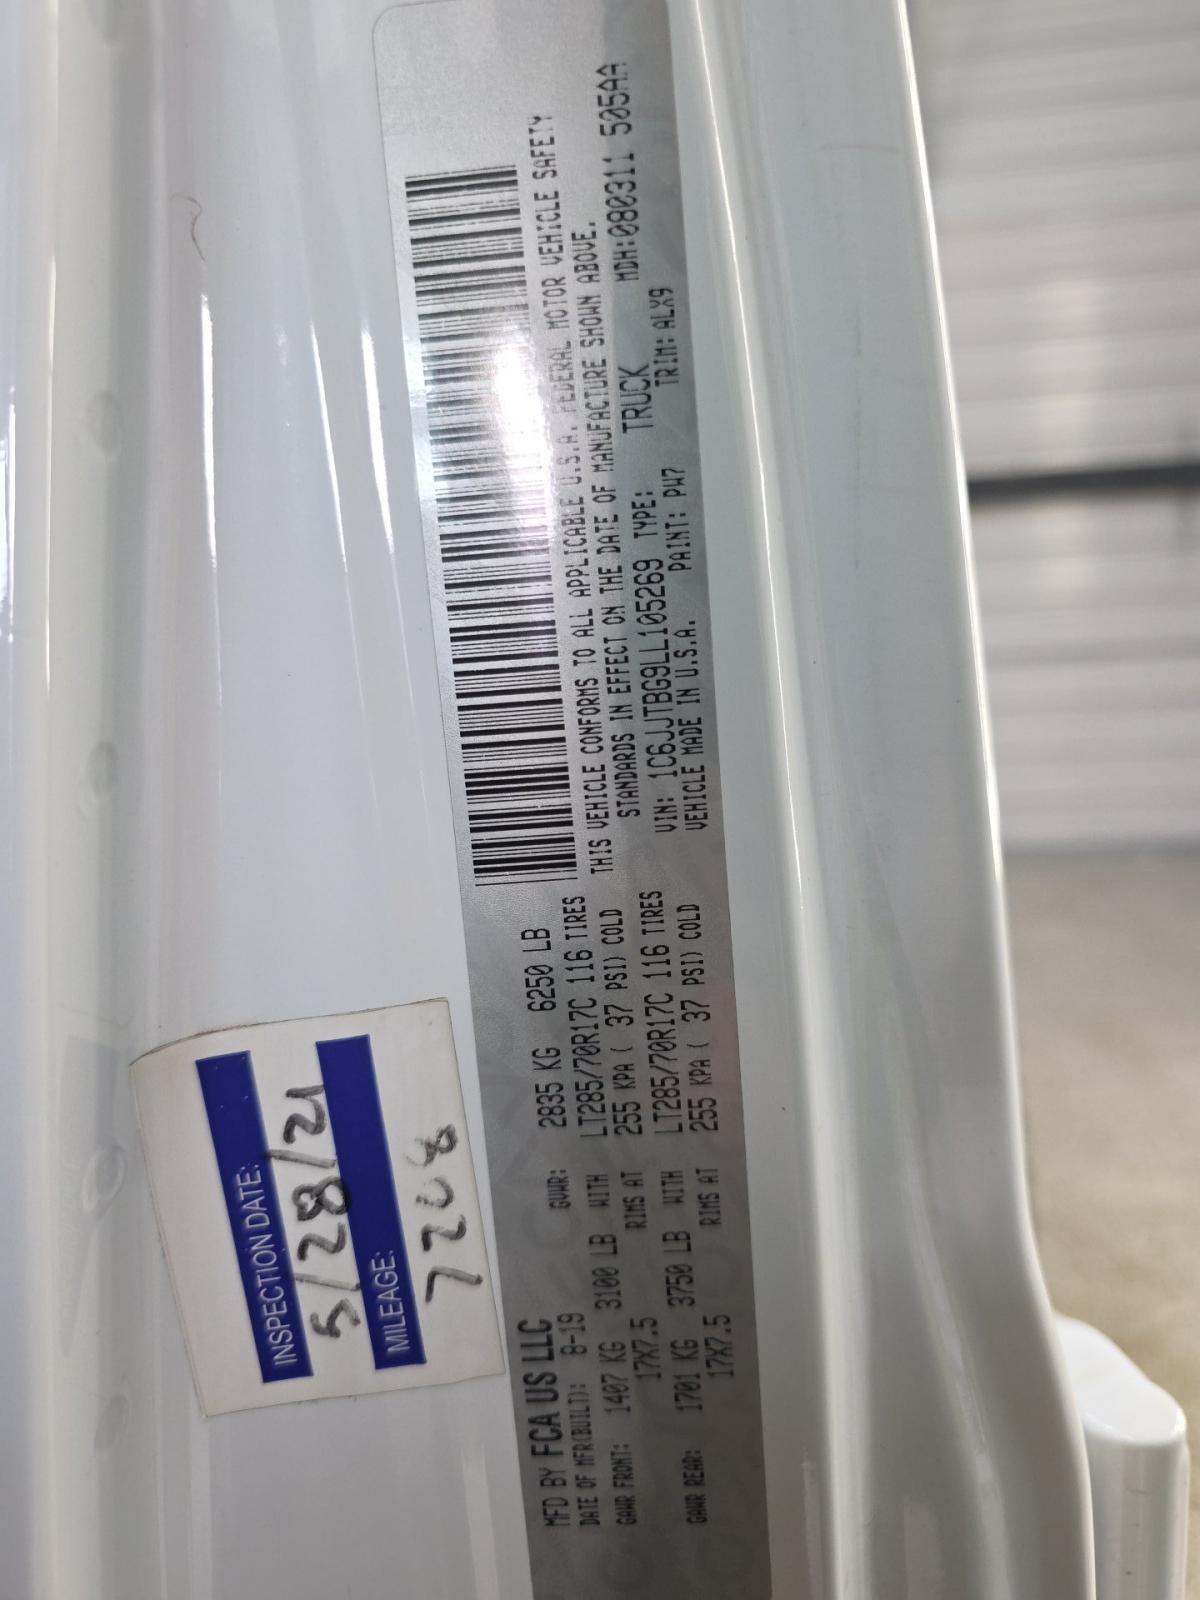 INSPECTION DATE:
5/28/21
MILEAGE:
7208
MFD BY FCA US LLC
DATE OF MFR(BUILT): 8-19 GVWR: 2835 KG 6250 LB
GAWR FRONT: 1407 KG 3100 LB WITH LT285/70R17C 116 TIRES
17X7.5 RIMS AT 255 KPA ( 37 PSI) COLD
GAWR REAR: 1701 KG 3750 LB WITH LT285/70R17C 116 TIRES
17X7.5 RIMS AT 255 KPA ( 37 PSI) COLD
THIS VEHICLE CONFORMS TO ALL APPLICABLE U.S.A. FEDERAL MOTOR VEHICLE SAFETY
STANDARDS IN EFFECT ON THE DATE OF MANUFACTURE SHOWN ABOVE.
VIN: 1C6JJTBG9LL105269 TYPE: TRUCK MDH:080311 505AA
VEHICLE MADE IN U.S.A. PAINT: PW7 TRIM: ALX9